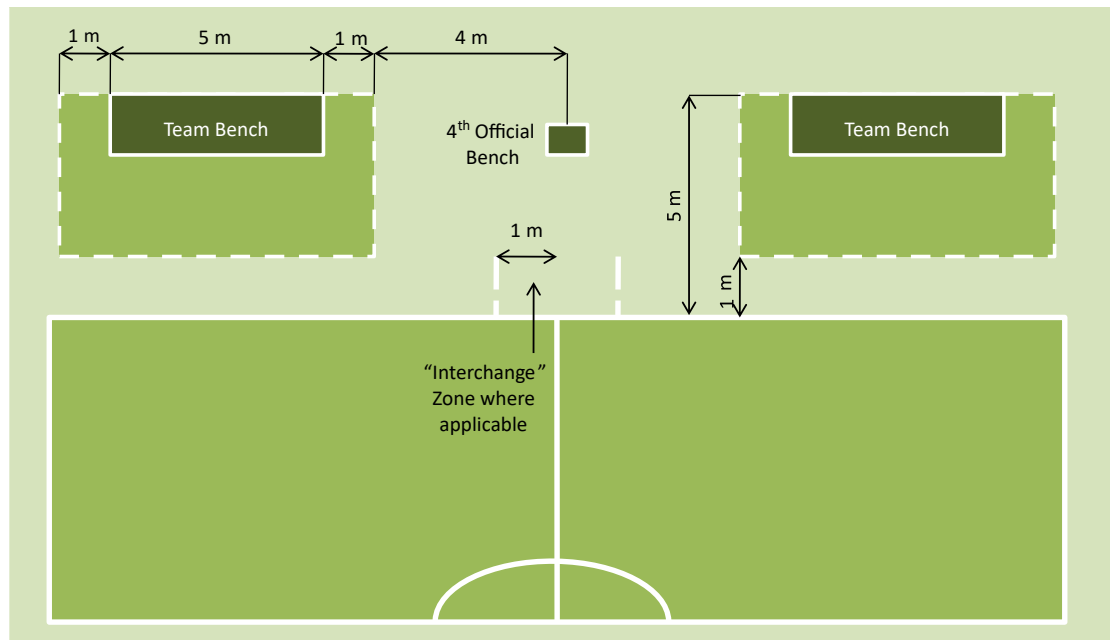 1 m
5 m
1 m
4 m
Team Bench
4th Official
Bench
Team Bench
5 m
1 m
1 m
“Interchange”
Zone where
applicable